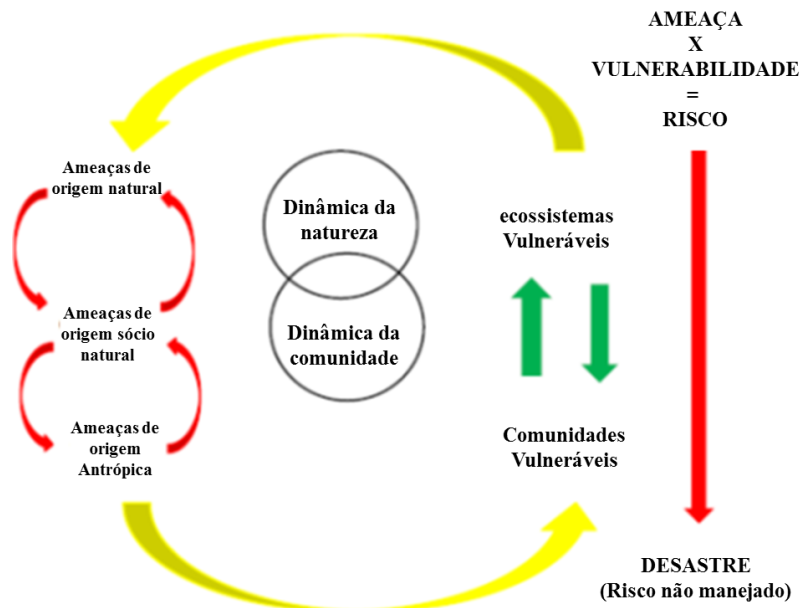 AMEAÇA
X
VULNERABILIDADE
=
RISCO
Ameaças de
origem natural
Dinâmica da
natureza
ecossistemas
Vulneráveis
Ameaças de
origem sócio
natural
Dinâmica da
comunidade
Ameaças de
origem
Antrópica
Comunidades
Vulneráveis
DESASTRE
(Risco não manejado)